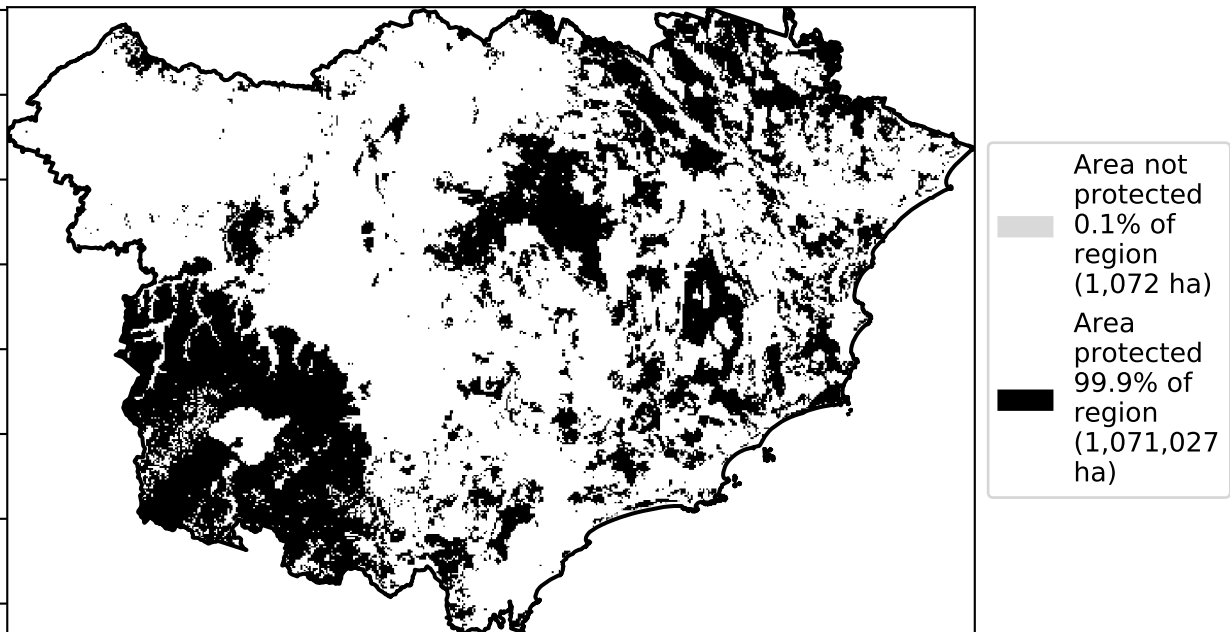 Area not
protected
0.1% of
region
(1,072 ha)
Area
protected
99.9% of
region
(1,071,027
ha)